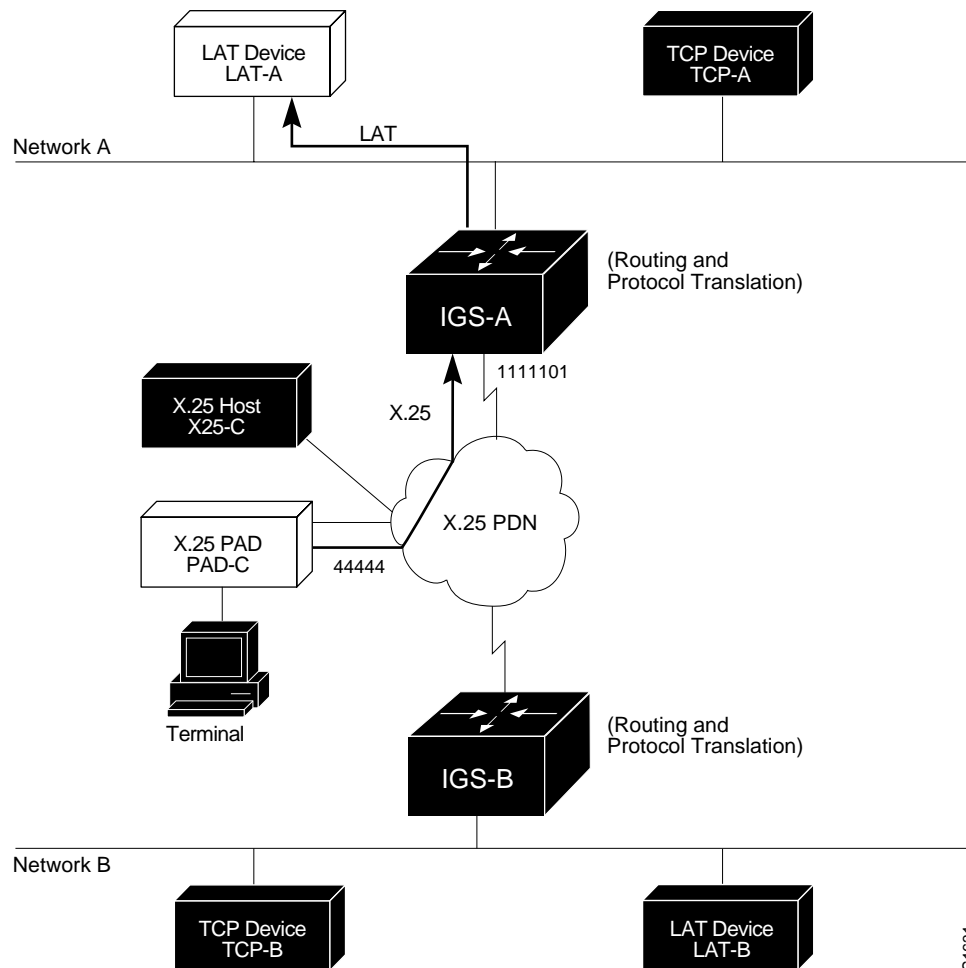 LAT Device
LAT-A
TCP Device
TCP-A
LAT
Network A
(Routing and
Protocol Translation)
IGS-A
1111101
X.25 Host
X25-C
X.25
X.25 PDN
X.25 PAD
PAD-C
44444
Terminal
(Routing and
Protocol Translation)
IGS-B
Network B
TCP Device
TCP-B
LAT Device
LAT-B